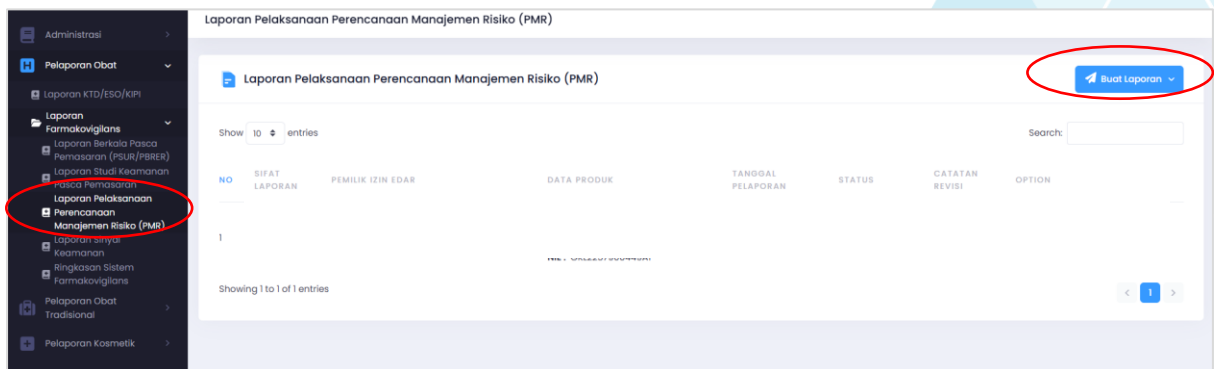 Laporan Pelaksanaan Perencanaan Manajemen Risiko (PMR)
Administrasi
Pelaporan Obat
Laporan KTD/ESO/KIPI
Laporan
Farmakovigilans
Laporan Berkala Pasca
Pemasaran (PSUR/PBRER)
Laporan Studi Keamanan
Pasca Pemasaran
Laporan Pelaksanaan
Perencanaan
Manajemen Risiko (PMR)
Laporan Sinyal
Keamanan
Ringkasan Sistem
Farmakovigilans
Pelaporan Obat
Tradisional
Pelaporan Kosmetik
Laporan Pelaksanaan Perencanaan Manajemen Risiko (PMR)
Buat Laporan
Show 10 entries
Search:
NO SIFAT LAPORAN PEMILIK IZIN EDAR DATA PRODUK TANGGAL PELAPORAN STATUS CATATAN REVISI OPTION
1
Showing 1 to 1 of 1 entries
< 1 >